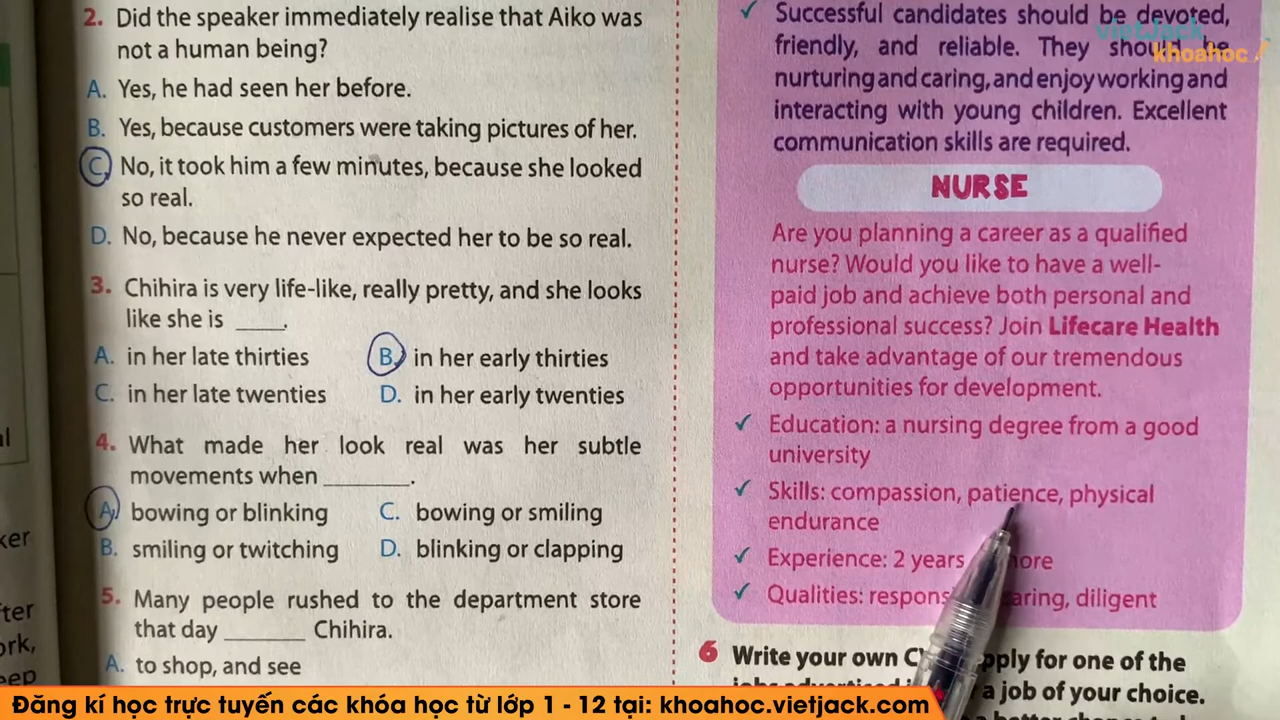 2. Did the speaker immediately realise that Aiko was
not a human being?
A. Yes, he had seen her before.
B. Yes, because customers were taking pictures of her.
C. No, it took him a few minutes, because she looked
so real.
D. No, because he never expected her to be so real.
3. Chihira is very life-like, really pretty, and she looks
like she is ____.
A. in her late thirties
B. in her early thirties
C. in her late twenties
D. in her early twenties
4. What made her look real was her subtle
movements when ________.
A. bowing or blinking
C. bowing or smiling
B. smiling or twitching
D. blinking or clapping
5. Many people rushed to the department store
that day _______ Chihira.
A. to shop, and see
✓ Successful candidates should be devoted,
friendly, and reliable. They should be
nurturing and caring, and enjoy working and
interacting with young children. Excellent
communication skills are required.
NURSE
Are you planning a career as a qualified
nurse? Would you like to have a well-
paid job and achieve both personal and
professional success? Join Lifecare Health
and take advantage of our tremendous
opportunities for development.
✓ Education: a nursing degree from a good
university
✓ Skills: compassion, patience, physical
endurance
✓ Experience: 2 years more
✓ Qualities: caring, diligent
6 Write your own for one of the
a job of your choice.
vietJack
khoahoc
Đăng kí học trực tuyến các khóa học từ lớp 1 - 12 tại: khoahoc.vietjack.com